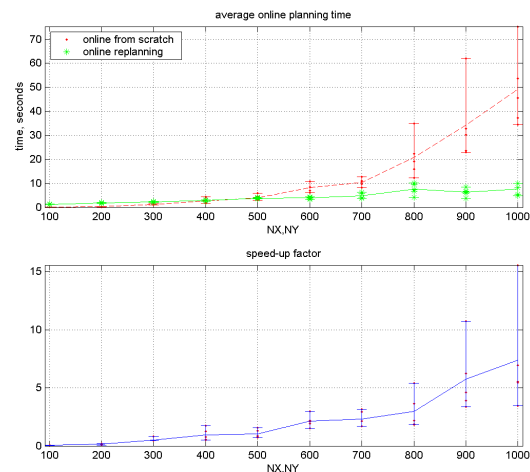 average online planning time
70
60
50
40
30
20
10
0
time, seconds
online from scratch
online replanning
100 200 300 400 500 600 700 800 900 1000
NX,NY
speed-up factor
15
10
5
0
100 200 300 400 500 600 700 800 900 1000
NX,NY